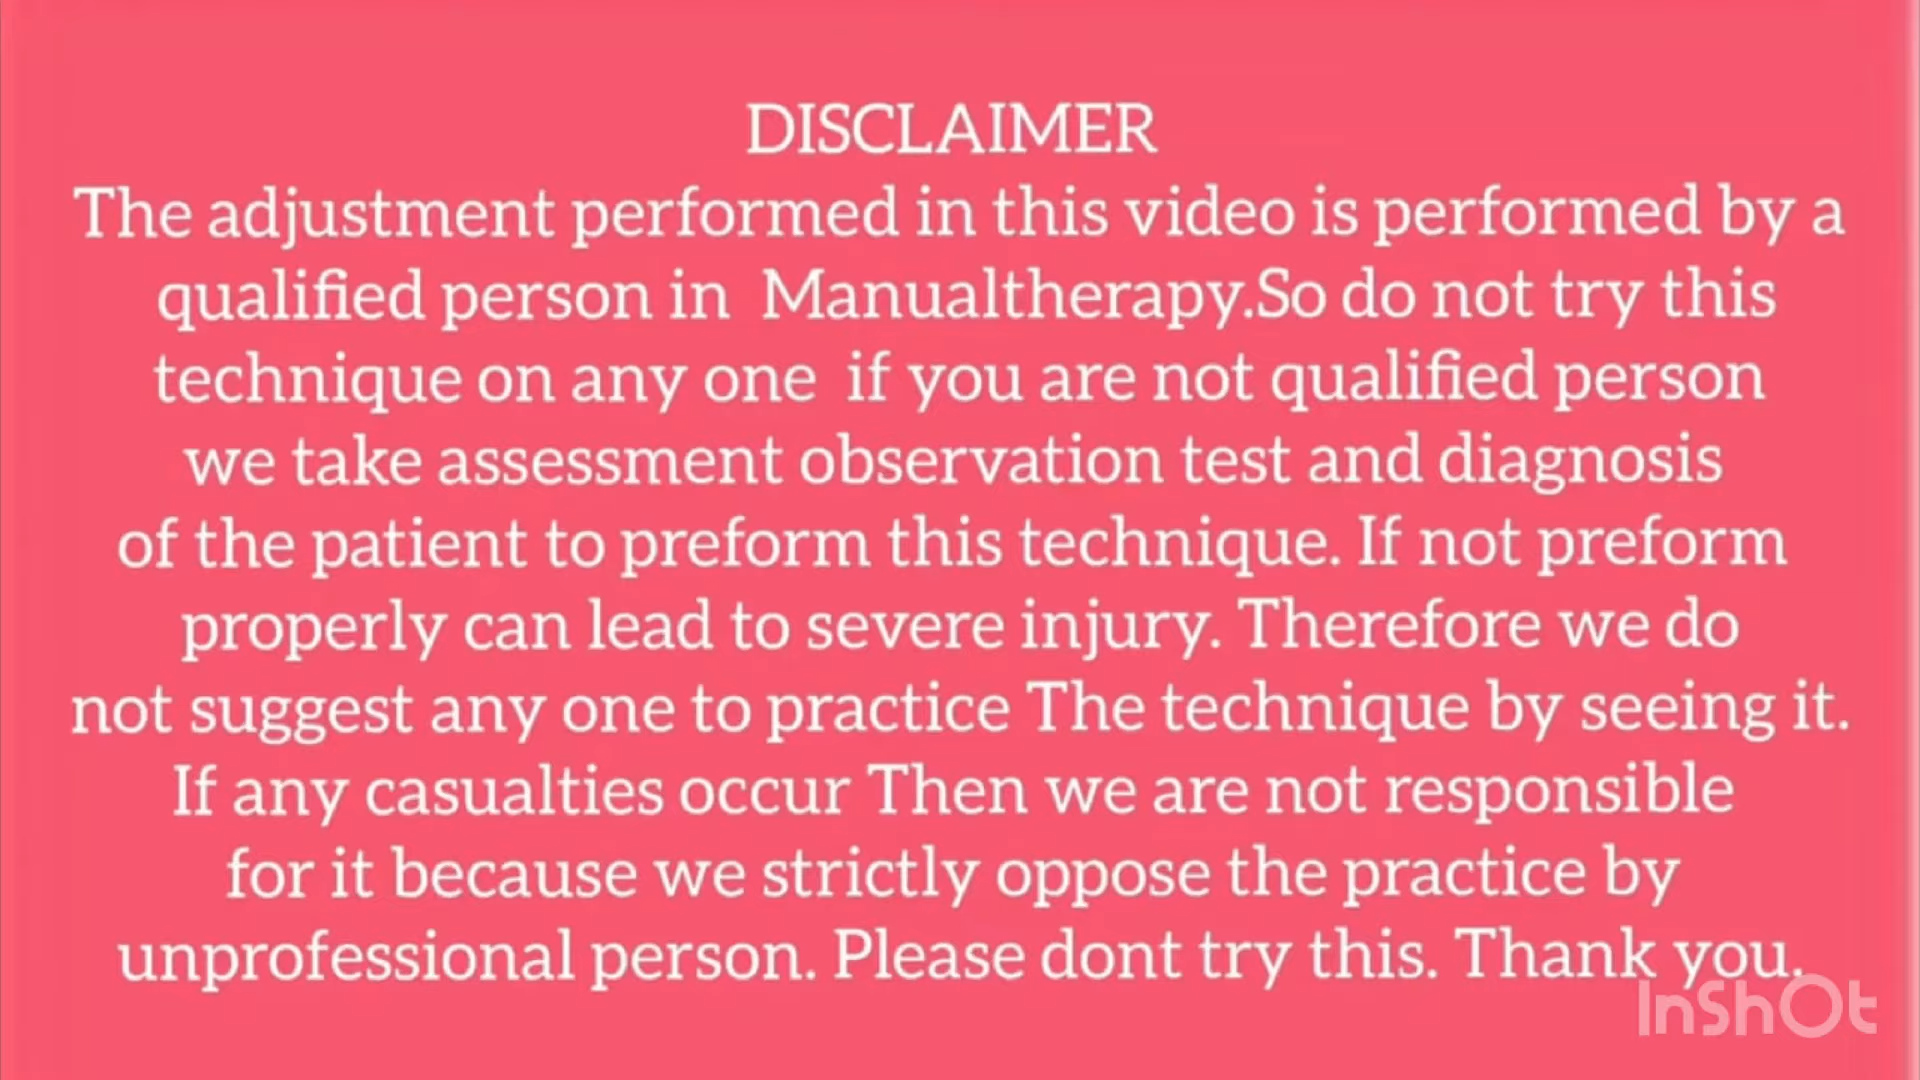 DISCLAIMER
The adjustment performed in this video is performed by a
qualified person in Manualtherapy.So do not try this
technique on any one if you are not qualified person
we take assessment observation test and diagnosis
of the patient to preform this technique. If not preform
properly can lead to severe injury. Therefore we do
not suggest any one to practice The technique by seeing it.
If any casualties occur Then we are not responsible
for it because we strictly oppose the practice by
unprofessional person. Please dont try this. Thank you.
InShOt